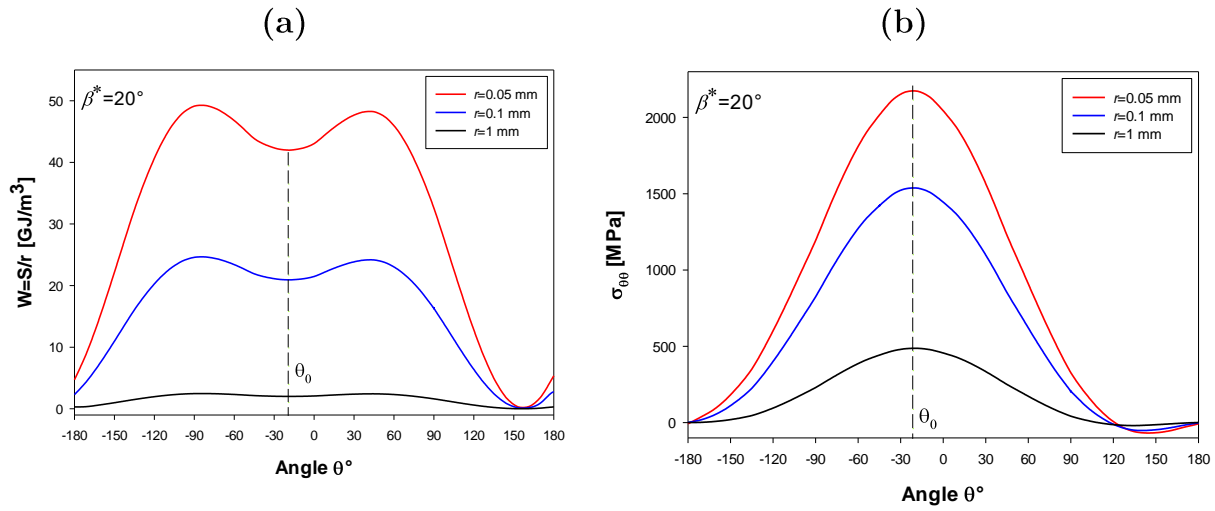 (a)
(b)
β*=20°
r=0.05 mm
r=0.1 mm
r=1 mm
W=S/r [GJ/m³]
50
40
30
20
10
0
θ₀
-180 -150 -120 -90 -60 -30 0 30 60 90 120 150 180
Angle θ°
β*=20°
r=0.05 mm
r=0.1 mm
r=1 mm
σθθ [MPa]
2000
1500
1000
500
0
θ₀
-180 -150 -120 -90 -60 -30 0 30 60 90 120 150 180
Angle θ°